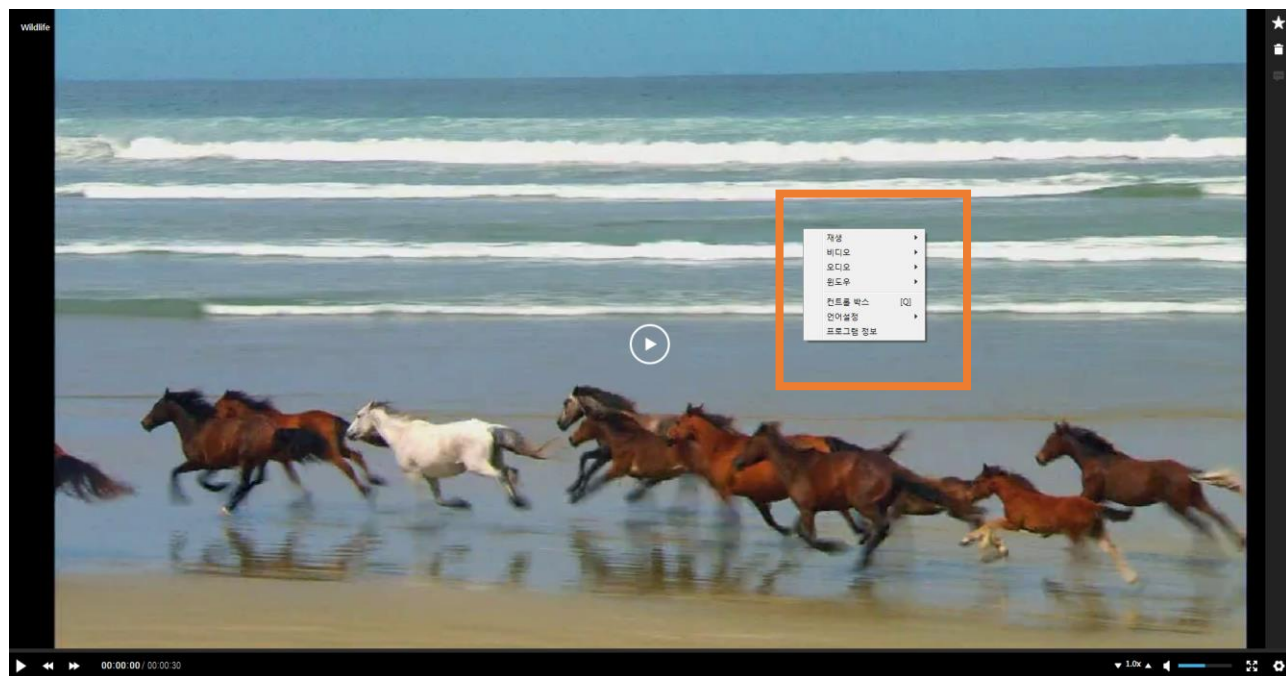 Wildlife
재생
비디오
오디오
윈도우
컨트롤 박스 [Q]
언어설정
프로그램 정보
00:00:00 / 00:00:30
1.0x